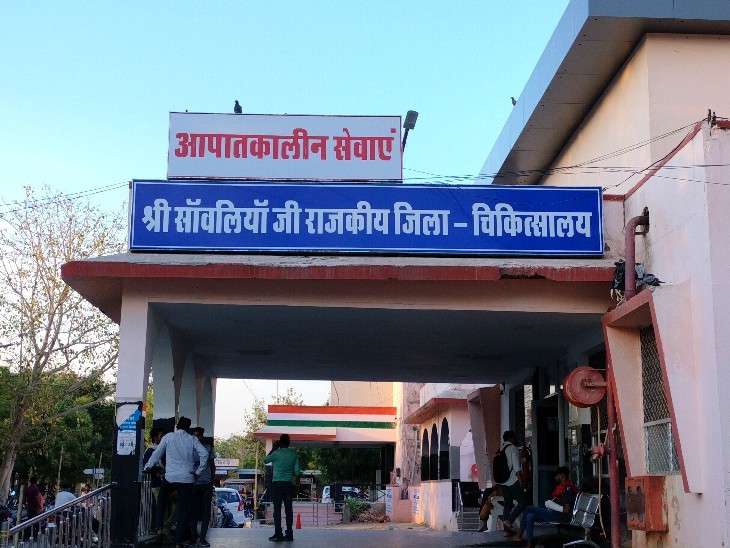 आपातकालीन सेवाएं
श्री सॉवलियॉ जी राजकीय जिला - चिकित्सालय